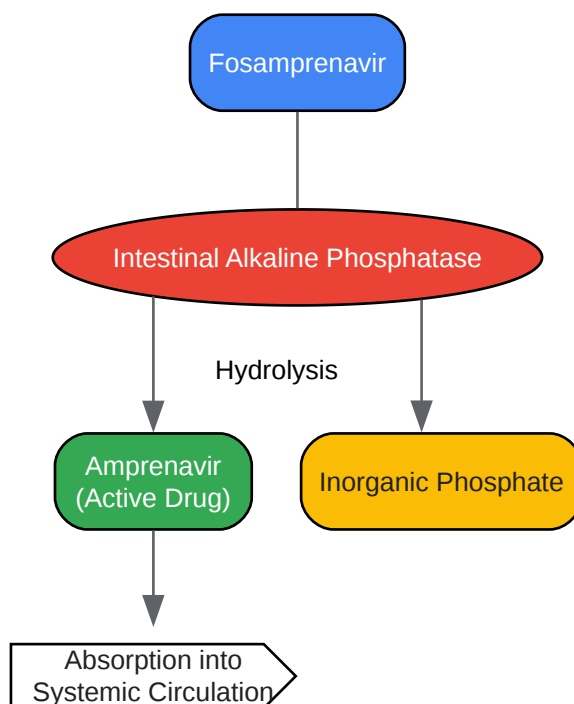 Fosamprenavir
Intestinal Alkaline Phosphatase
Hydrolysis
Amprenavir
(Active Drug)
Inorganic Phosphate
Absorption into
Systemic Circulation